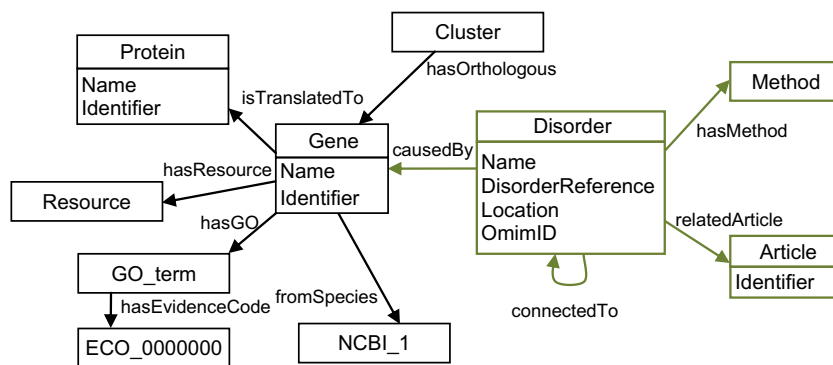 Cluster
Protein
Name
Identifier
hasOrthologous
isTranslatedTo
Method
hasMethod
Gene
Name
Identifier
causedBy
Disorder
Name
DisorderReference
Location
OmimID
hasResource
Resource
hasGO
relatedArticle
Article
Identifier
GO_term
hasEvidenceCode
fromSpecies
connectedTo
ECO_0000000
NCBI_1